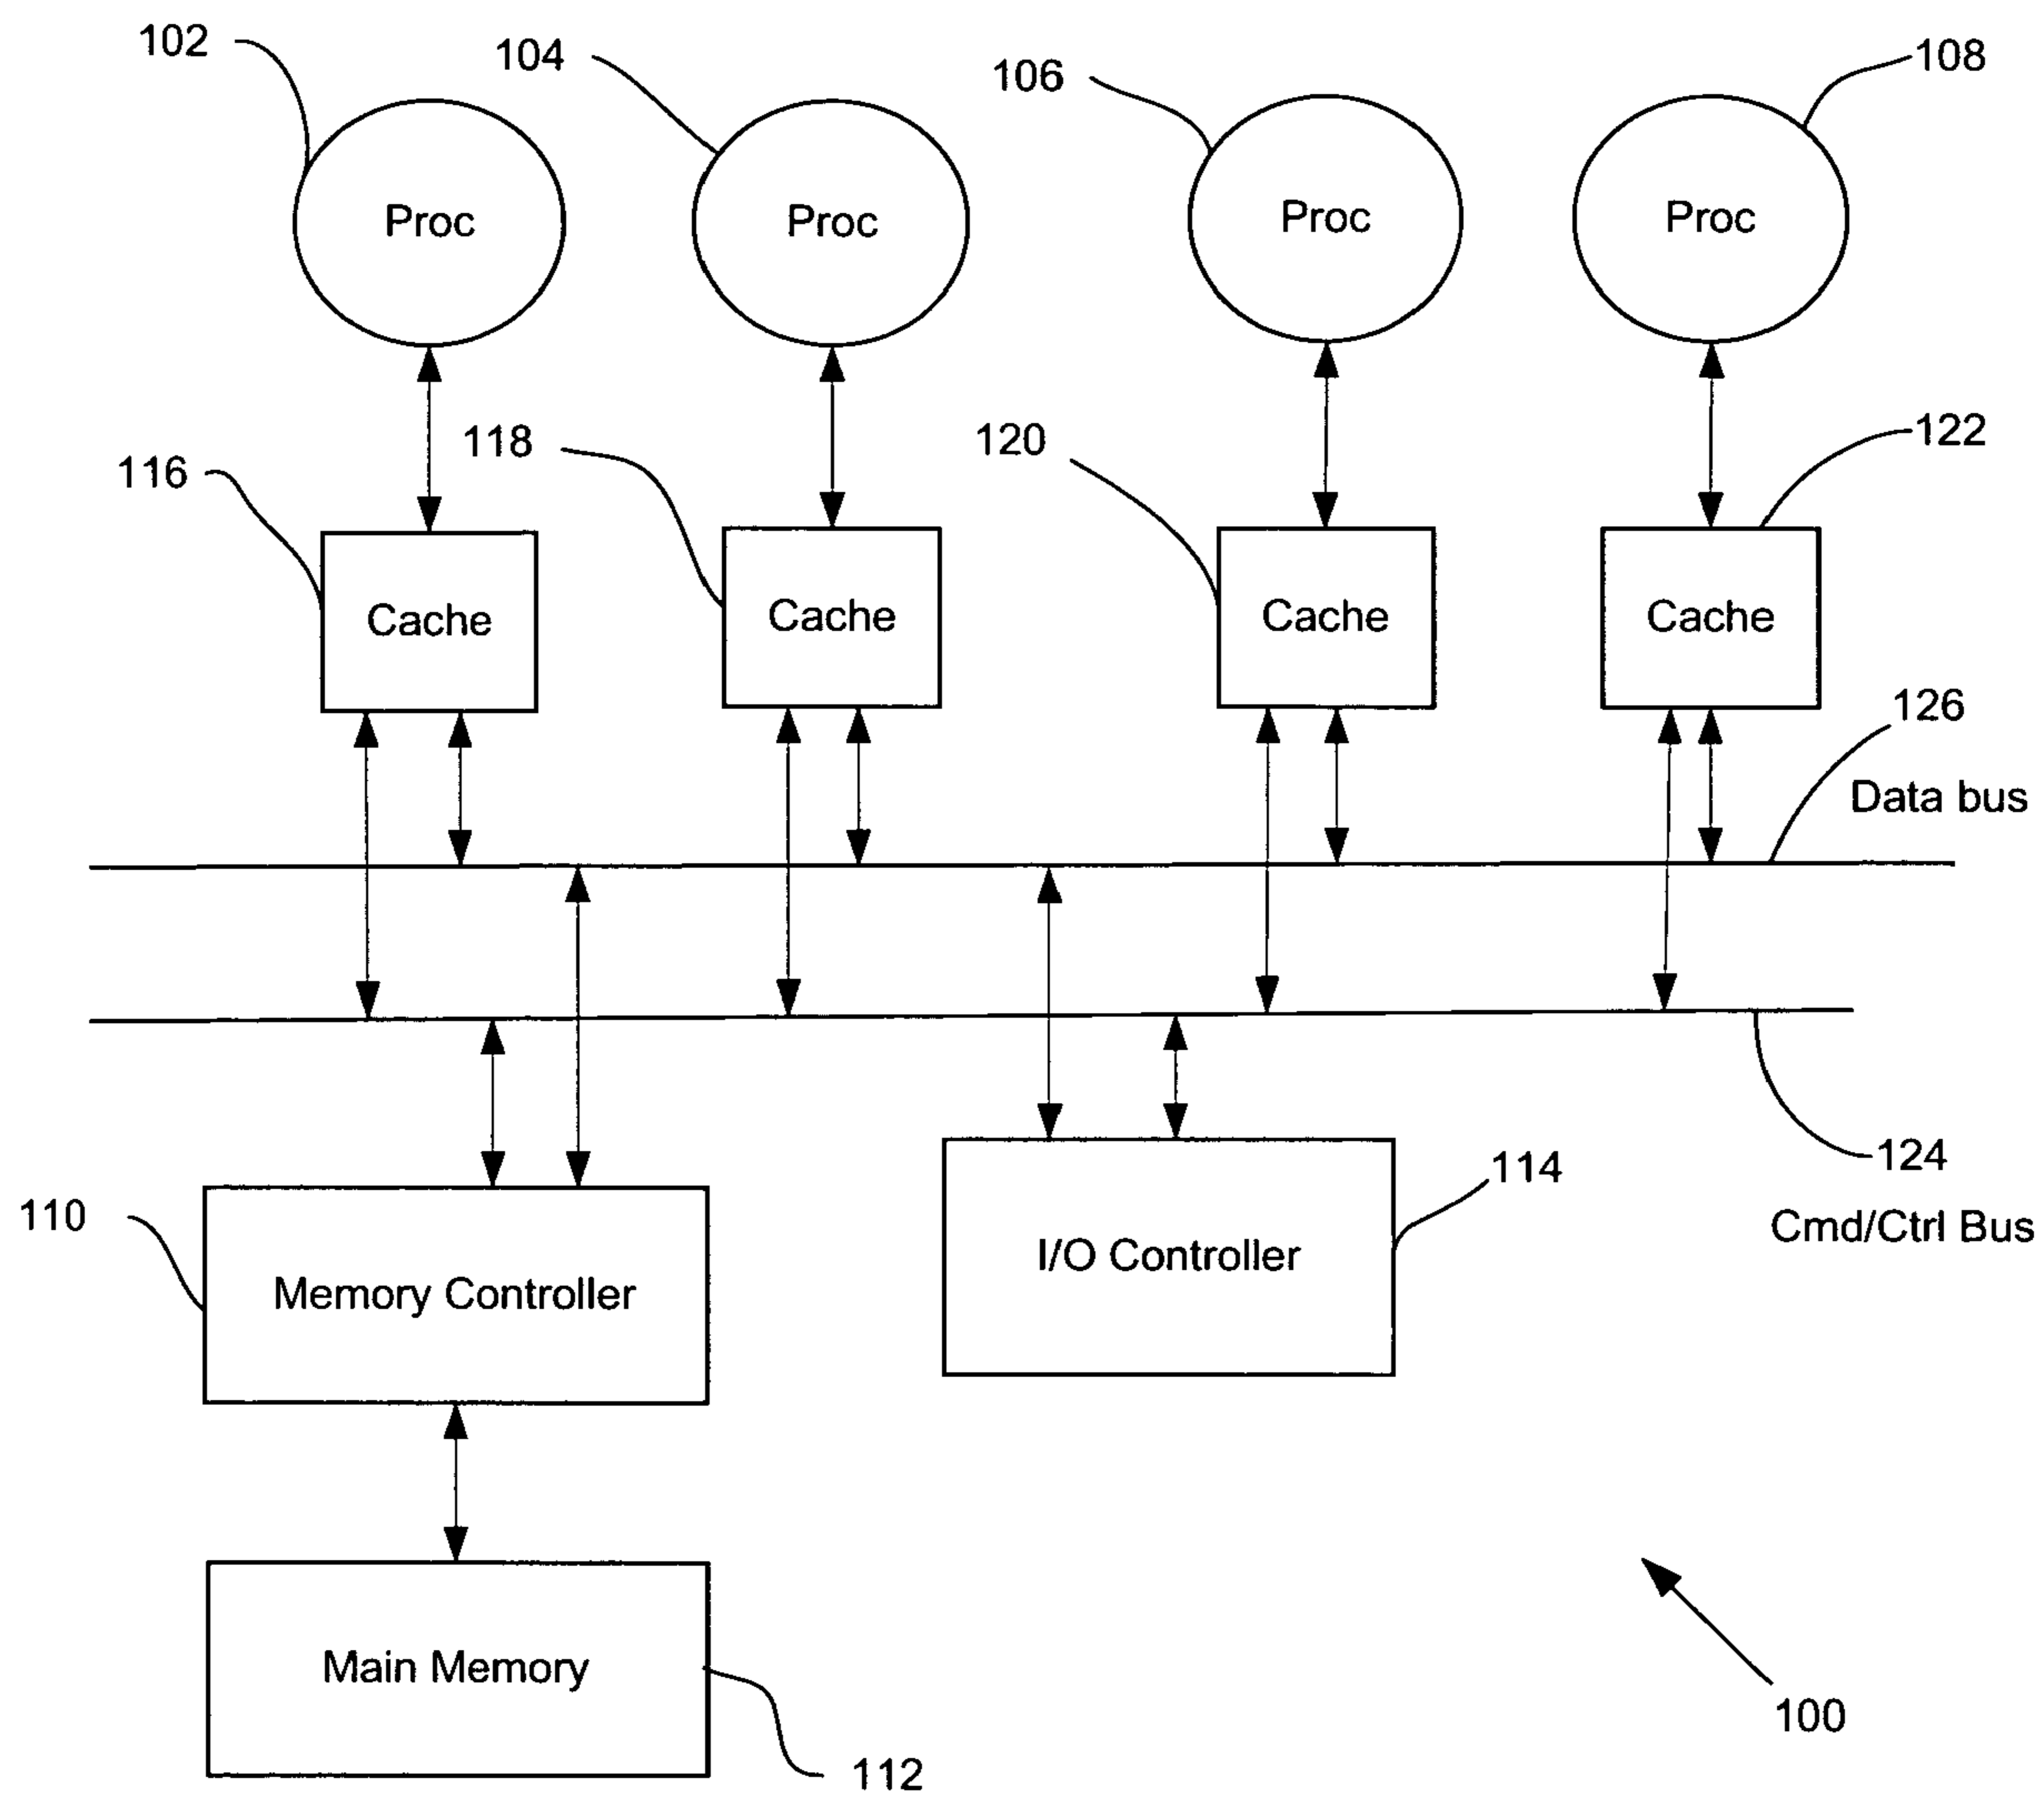 102
104
106
108
Proc
Proc
Proc
Proc
116
118
120
122
Cache
Cache
Cache
Cache
126
Data bus
124
Cmd/Ctrl Bus
110
Memory Controller
114
I/O Controller
Main Memory
112
100